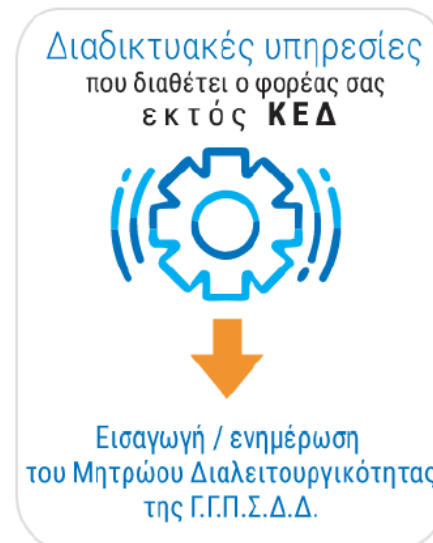 Διαδικτυακές υπηρεσίες
που διαθέτει ο φορέας σας
εκτός ΚΕΔ
Εισαγωγή / ενημέρωση
του Μητρώου Διαλειτουργικότητας
της Γ.Γ.Π.Σ.Δ.Δ.